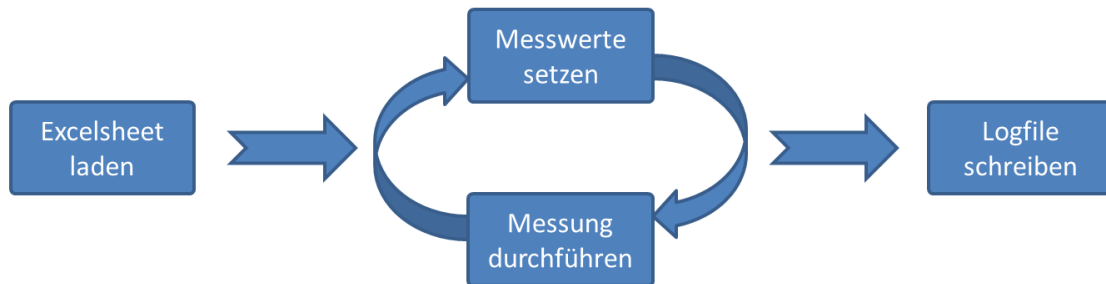 Excelsheet
laden
Messwerte
setzen
Messung
durchführen
Logfile
schreiben